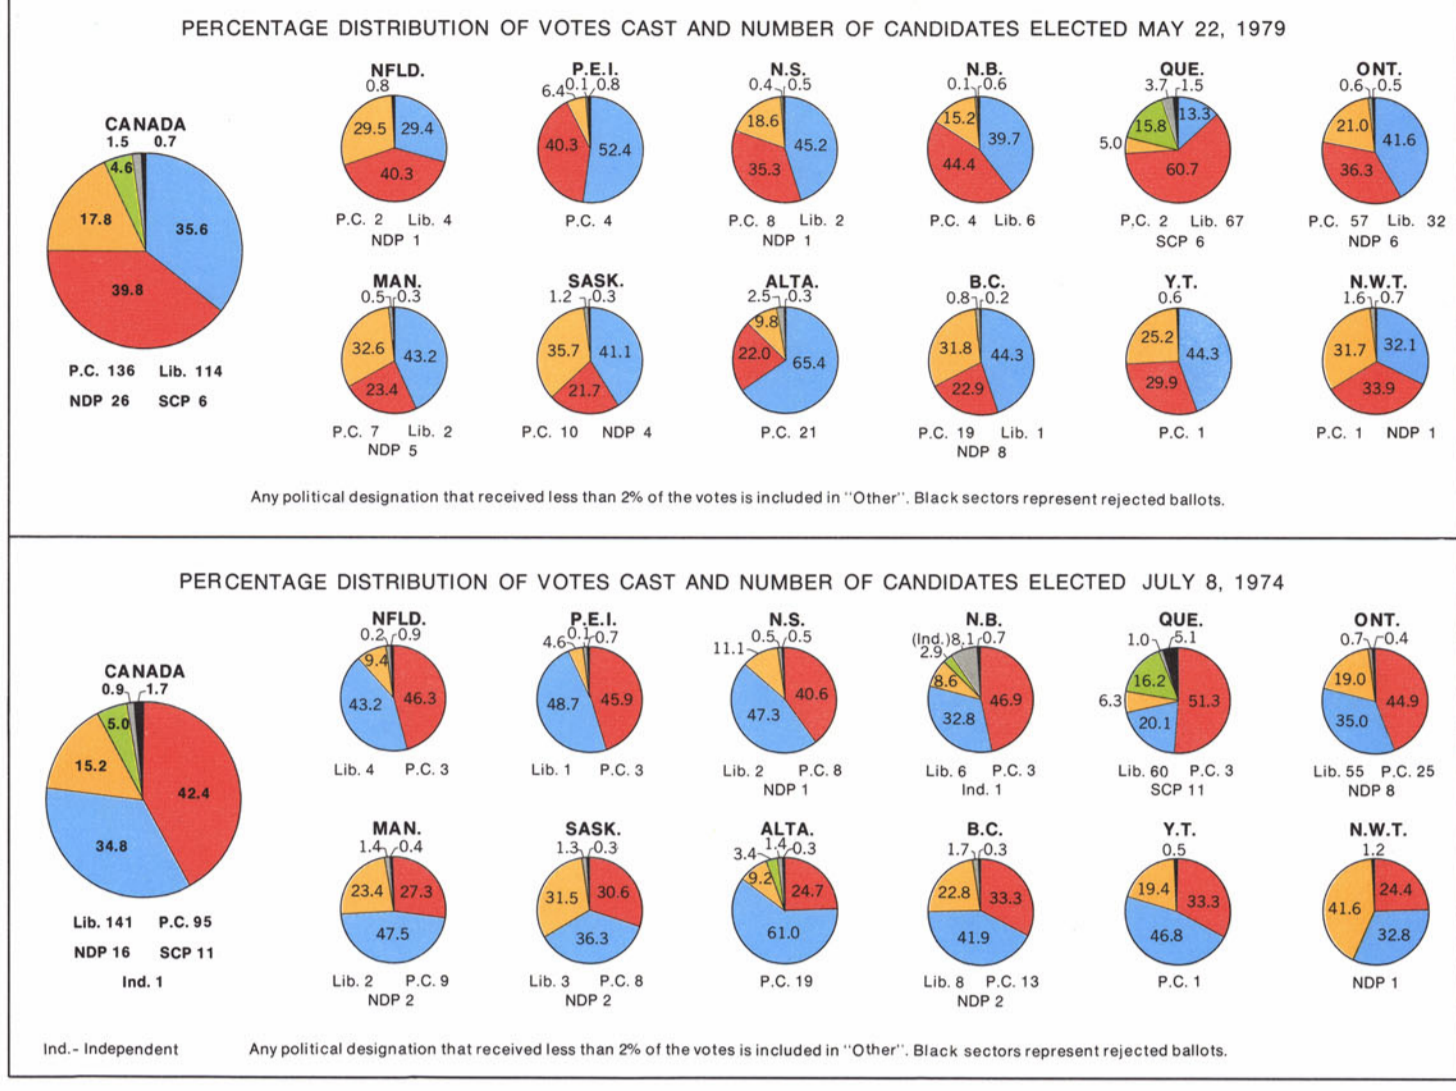 PERCENTAGE DISTRIBUTION OF VOTES CAST AND NUMBER OF CANDIDATES ELECTED MAY 22, 1979
CANADA
1.5 0.7
4.6
17.8
35.6
39.8
P.C. 136 Lib. 114
NDP 26 SCP 6
NFLD.
0.8
29.5 29.4
40.3
P.C. 2 Lib. 4
NDP 1
P.E.I.
6.4 0.1 0.8
40.3 52.4
P.C. 4
N.S.
0.4 0.5
18.6
45.2
35.3
P.C. 8 Lib. 2
NDP 1
N.B.
0.1 0.6
15.2
39.7
44.4
P.C. 4 Lib. 6
QUE.
3.7 1.5
13.3
15.8
5.0
60.7
P.C. 2 Lib. 67
SCP 6
ONT.
0.6 0.5
21.0
41.6
36.3
P.C. 57 Lib. 32
NDP 6
MAN.
0.5 0.3
32.6 43.2
23.4
P.C. 7 Lib. 2
NDP 5
SASK.
1.2 0.3
35.7 41.1
21.7
P.C. 10 NDP 4
ALTA.
2.5 0.3
9.8
22.0 65.4
P.C. 21
B.C.
0.8 0.2
31.8 44.3
22.9
P.C. 19 Lib. 1
NDP 8
Y.T.
0.6
25.2
44.3
29.9
P.C. 1
N.W.T.
1.6 0.7
31.7 32.1
33.9
P.C. 1 NDP 1
Any political designation that received less than 2% of the votes is included in "Other". Black sectors represent rejected ballots.
PERCENTAGE DISTRIBUTION OF VOTES CAST AND NUMBER OF CANDIDATES ELECTED JULY 8, 1974
CANADA
0.9 1.7
5.0
15.2
42.4
34.8
Lib. 141 P.C. 95
NDP 16 SCP 11
Ind. 1
NFLD.
0.2 0.9
9.4
43.2 46.3
Lib. 4 P.C. 3
P.E.I.
4.6 0.1 0.7
48.7 45.9
Lib. 1 P.C. 3
N.S.
0.5 0.5
11.1
40.6
47.3
Lib. 2 P.C. 8
NDP 1
N.B.
(Ind.) 8.1 0.7
2.9
8.6
46.9
32.8
Lib. 6 P.C. 3
Ind. 1
QUE.
1.0 5.1
16.2
6.3 51.3
20.1
Lib. 60 P.C. 3
SCP 11
ONT.
0.7 0.4
19.0
44.9
35.0
Lib. 55 P.C. 25
NDP 8
MAN.
1.4 0.4
23.4 27.3
47.5
Lib. 2 P.C. 9
NDP 2
SASK.
1.3 0.3
31.5 30.6
36.3
Lib. 3 P.C. 8
NDP 2
ALTA.
3.4 1.4 0.3
9.2
24.7
61.0
P.C. 19
B.C.
1.7 0.3
22.8 33.3
41.9
Lib. 8 P.C. 13
NDP 2
Y.T.
0.5
19.4
33.3
46.8
P.C. 1
N.W.T.
1.2
24.4
41.6
32.8
NDP 1
Ind.- Independent
Any political designation that received less than 2% of the votes is included in "Other". Black sectors represent rejected ballots.